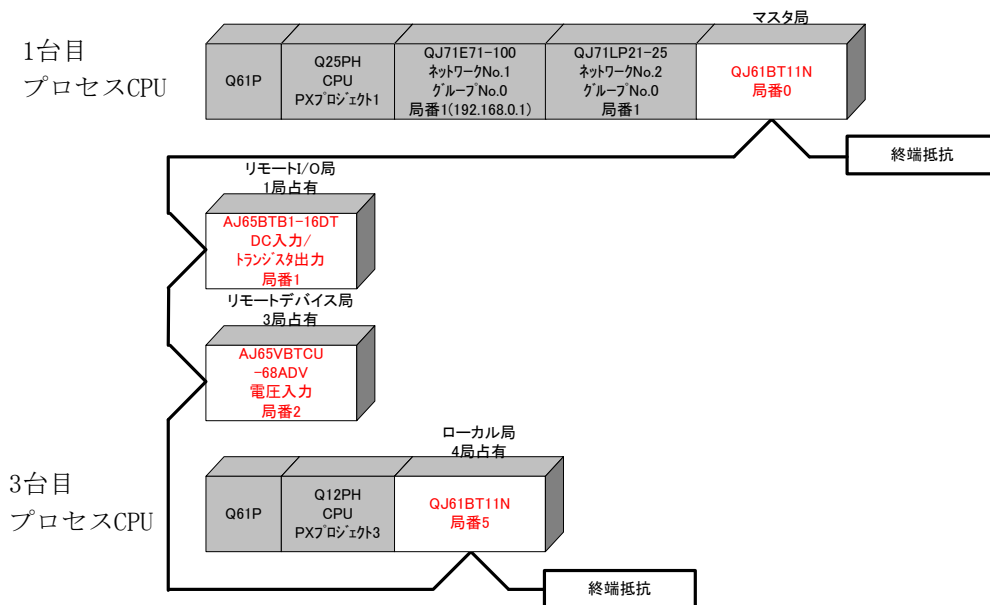 マスタ局
1台目
プロセスCPU
Q61P
Q25PH
CPU
PXプロジェクト1
QJ71E71-100
ネットワークNo.1
グループNo.0
局番1(192.168.0.1)
QJ71LP21-25
ネットワークNo.2
グループNo.0
局番1
QJ61BT11N
局番0
終端抵抗
リモートI/O局
1局占有
AJ65BTB1-16DT
DC入力/
トランジスタ出力
局番1
リモートデバイス局
3局占有
AJ65VBTCU
-68ADV
電圧入力
局番2
ローカル局
4局占有
3台目
プロセスCPU
Q61P
Q12PH
CPU
PXプロジェクト3
QJ61BT11N
局番5
終端抵抗